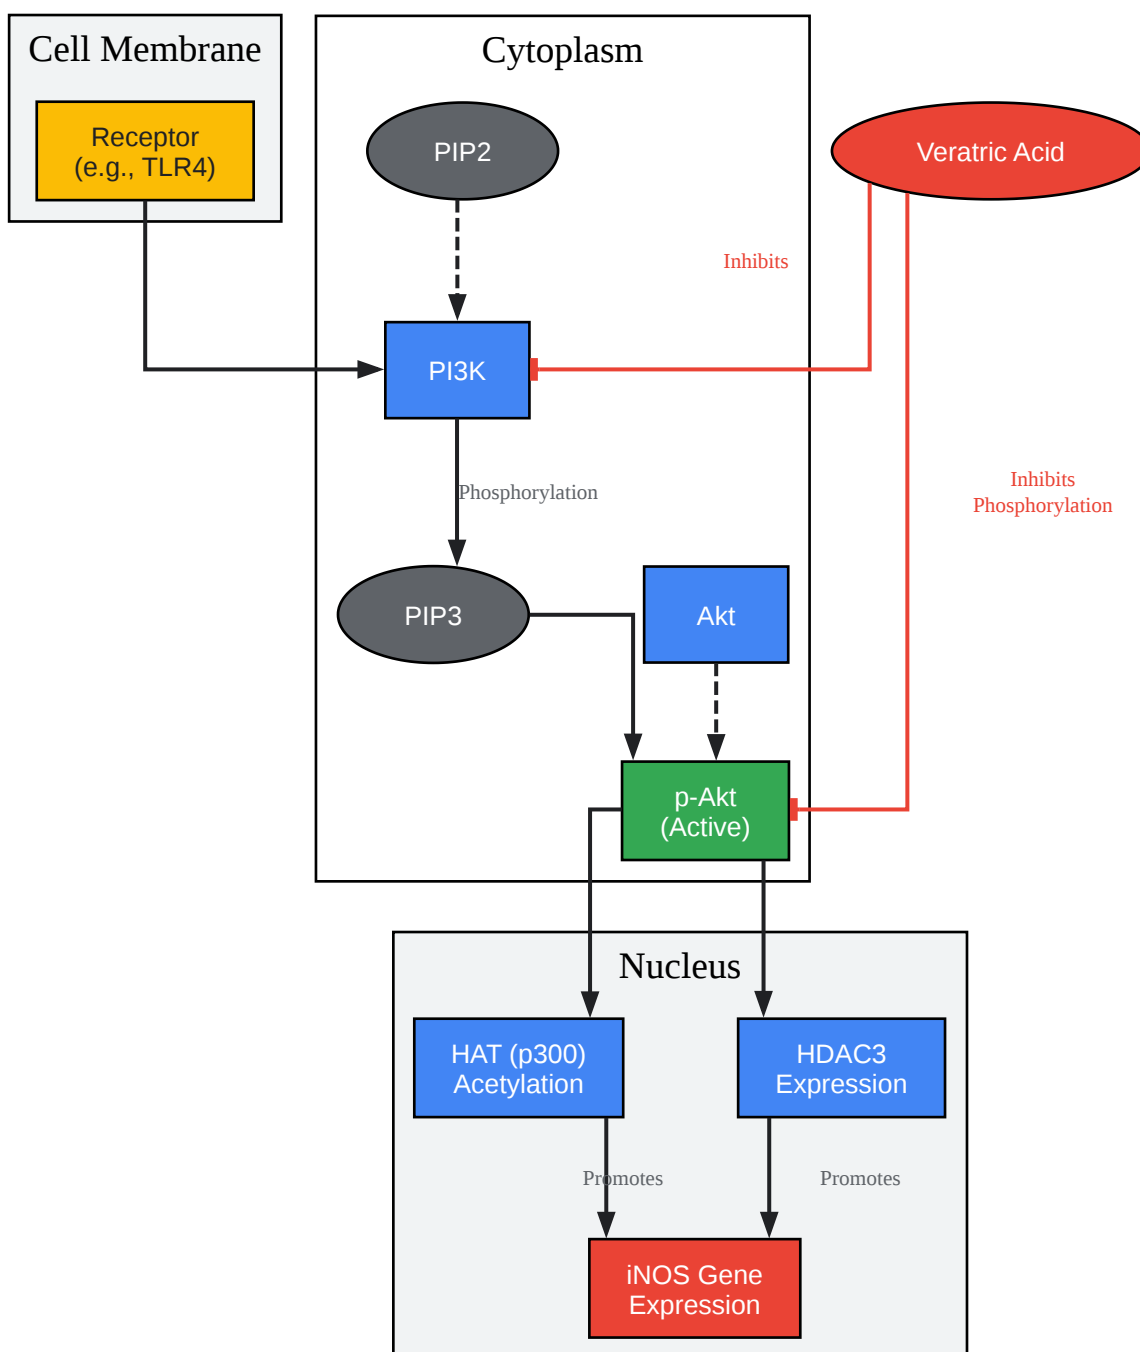 Cell Membrane
Receptor
(e.g., TLR4)
Cytoplasm
PIP2
Veratric Acid
Inhibits
PI3K
Phosphorylation
Inhibits
Phosphorylation
PIP3
Akt
p-Akt
(Active)
Nucleus
HAT (p300)
Acetylation
HDAC3
Expression
Promotes
Promotes
iNOS Gene
Expression